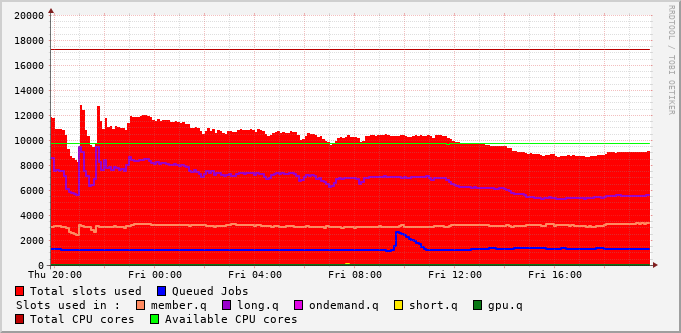 RRDTOOL / TOBI OETIKER
20000
18000
16000
14000
12000
10000
8000
6000
4000
2000
0
Thu 20:00 Fri 00:00 Fri 04:00 Fri 08:00 Fri 12:00 Fri 16:00
Total slots used Queued Jobs
Slots used in : member.q long.q ondemand.q short.q gpu.q
Total CPU cores Available CPU cores